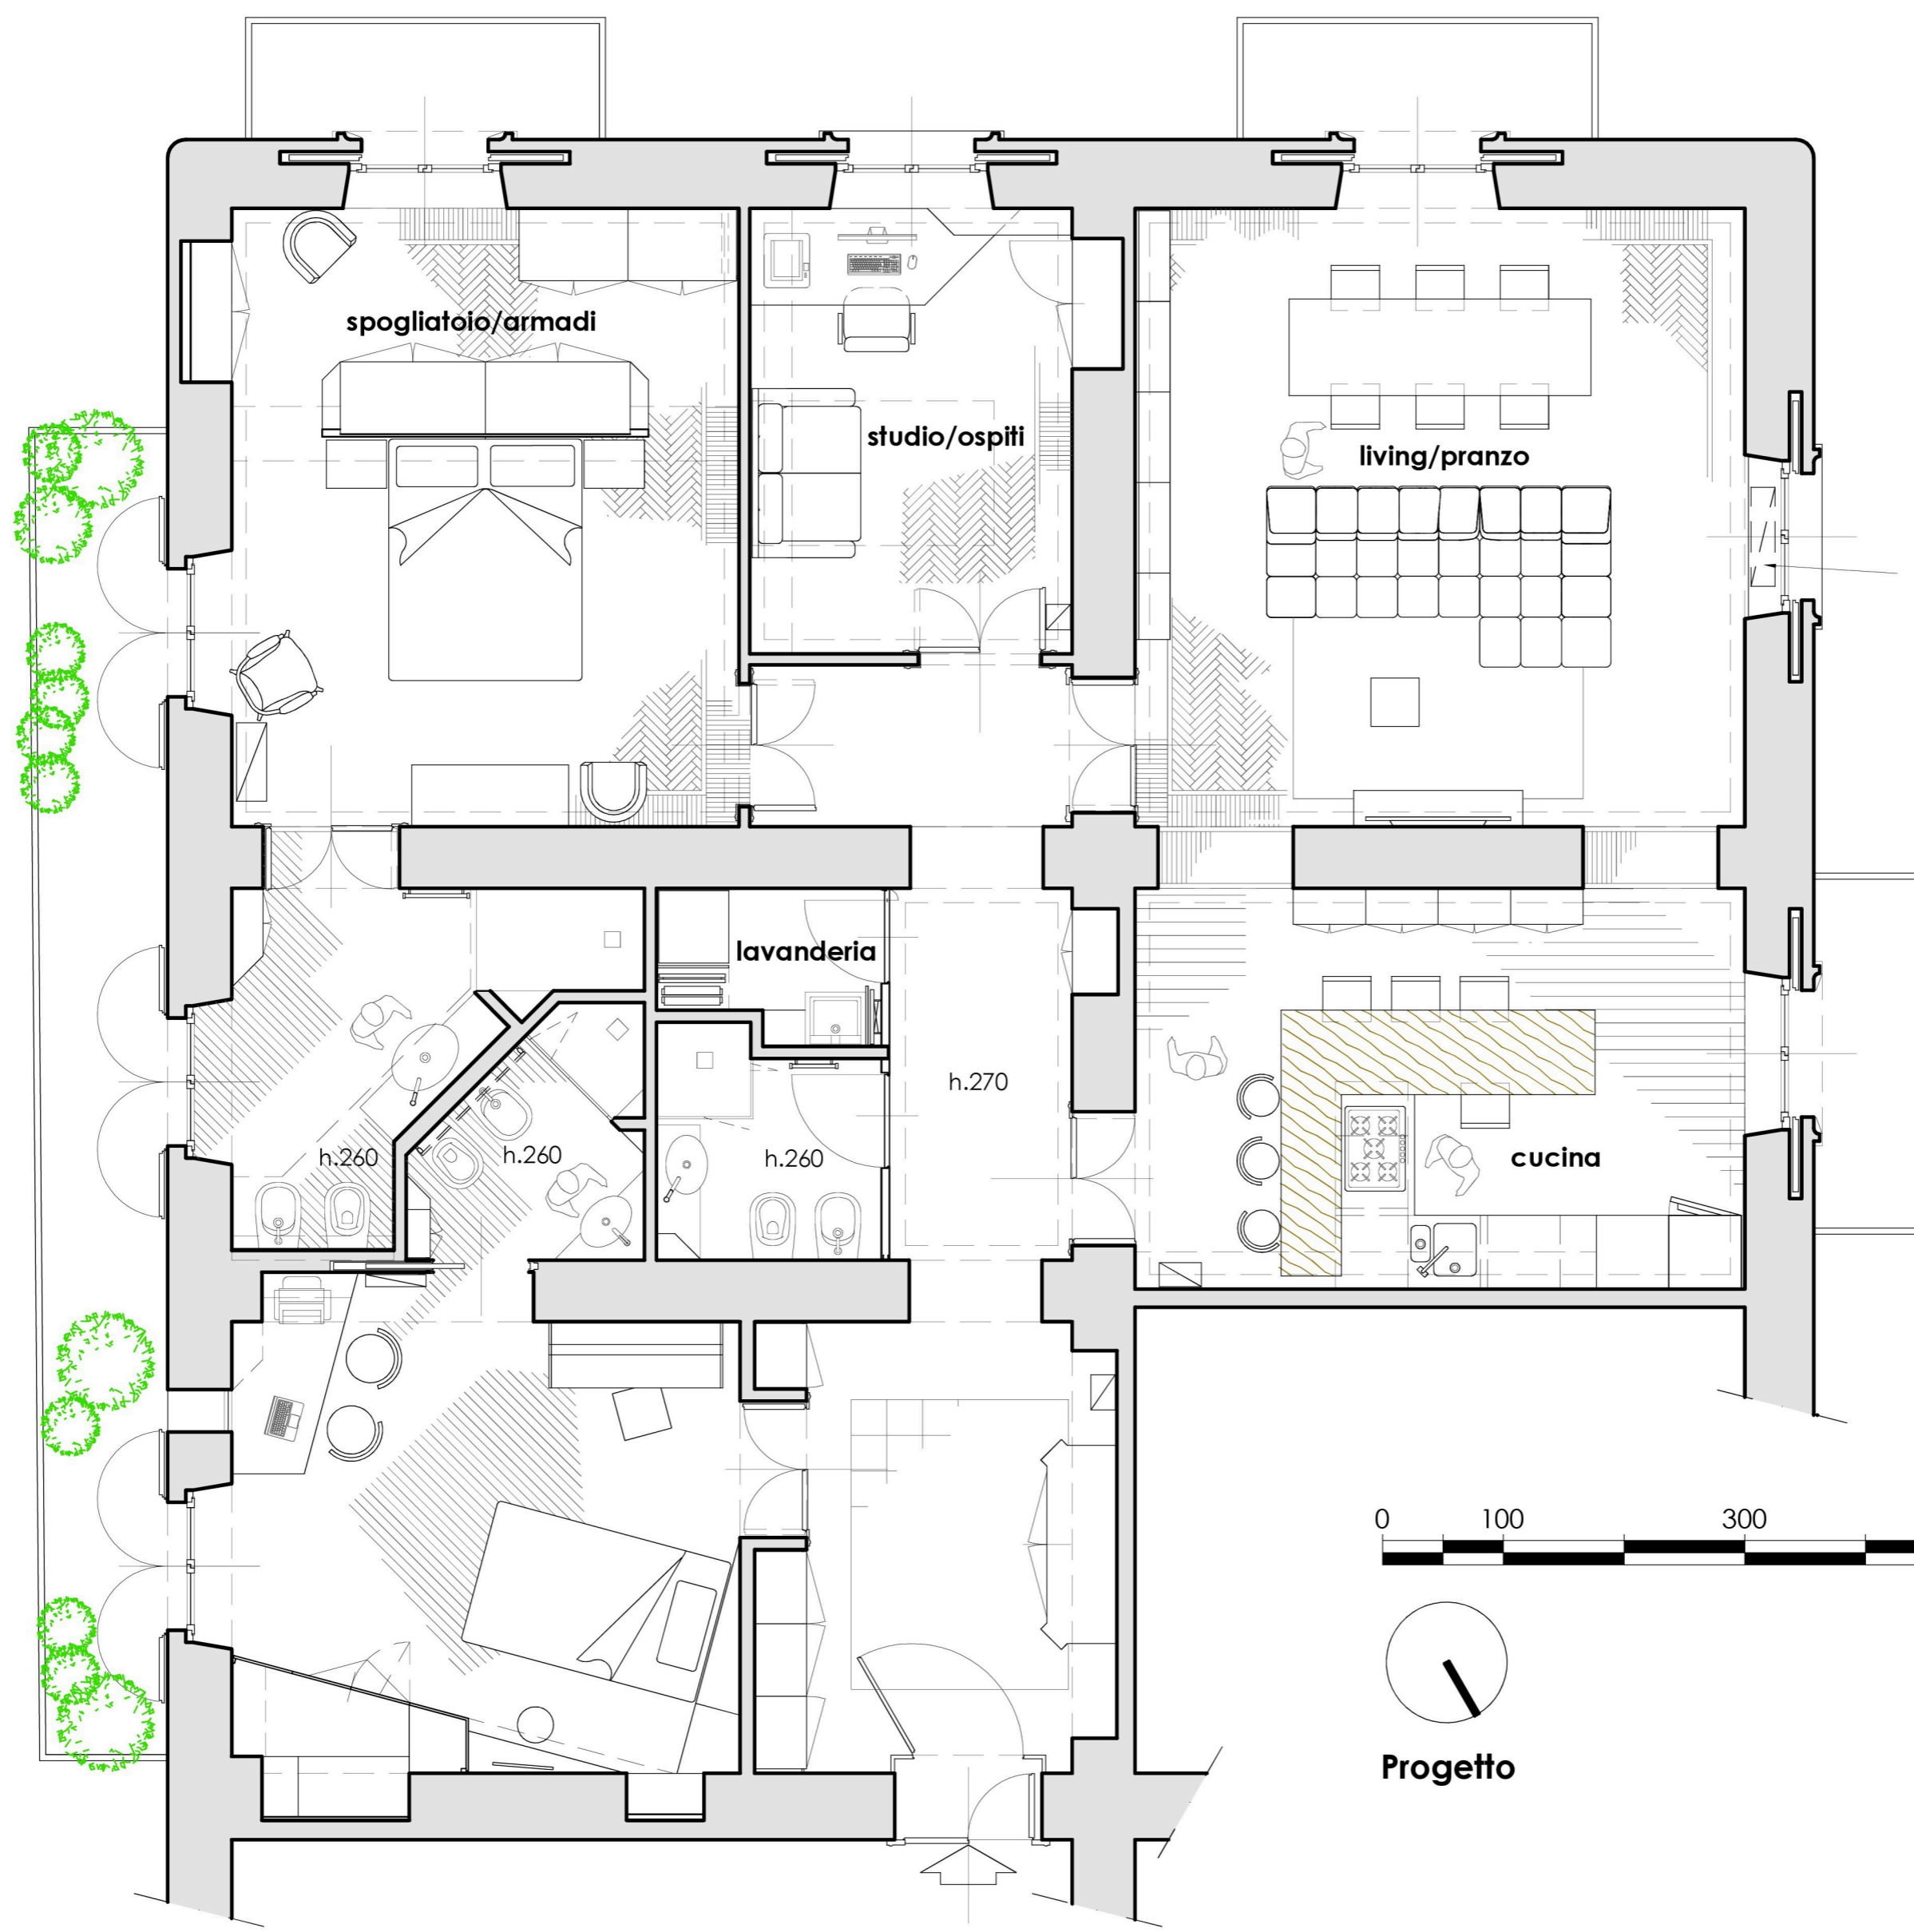 spogliatoio/armadi
studio/ospiti
living/pranzo
lavanderia
h.270
h.260
h.260
h.260
cucina
0 100 300
Progetto